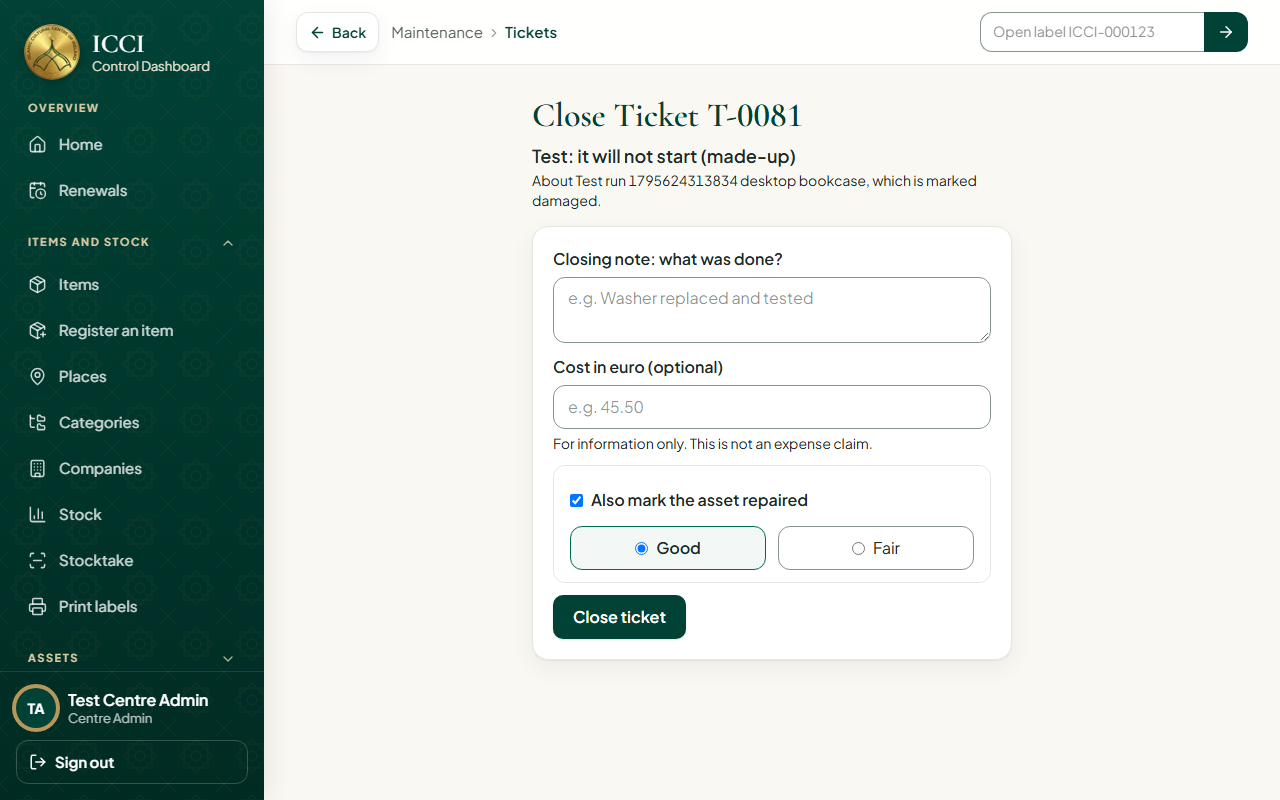 ICCI
Control Dashboard
OVERVIEW
Home
Renewals
ITEMS AND STOCK
Items
Register an item
Places
Categories
Companies
Stock
Stocktake
Print labels
ASSETS
TA
Test Centre Admin
Centre Admin
Sign out
Back
Maintenance
Tickets
Open label ICCI-000123
Close Ticket T-0081
Test: it will not start (made-up)
About Test run 1795624313834 desktop bookcase, which is marked
damaged.
Closing note: what was done?
e.g. Washer replaced and tested
Cost in euro (optional)
e.g. 45.50
For information only. This is not an expense claim.
Also mark the asset repaired
Good
Fair
Close ticket